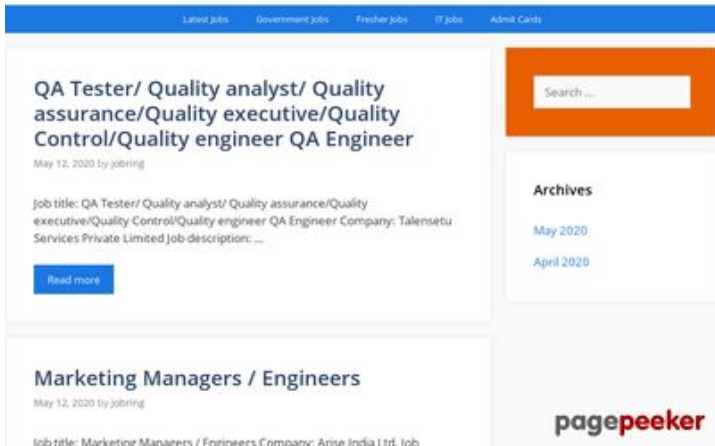 Latest Jobs Government Jobs Fresher Jobs IT Jobs Admit Cards
QA Tester/ Quality analyst/ Quality
assurance/Quality executive/Quality
Control/Quality engineer QA Engineer
May 12, 2020 by jobring
Job title: QA Tester/ Quality analyst/ Quality assurance/Quality
executive/Quality Control/Quality engineer QA Engineer Company: Talensetu
Services Private Limited Job description: ...
Read more
Marketing Managers / Engineers
May 12, 2020 by jobring
Job title: Marketing Managers / Engineers Company: Arise India Ltd. Job
Search ...
Archives
May 2020
April 2020
pagepeeker